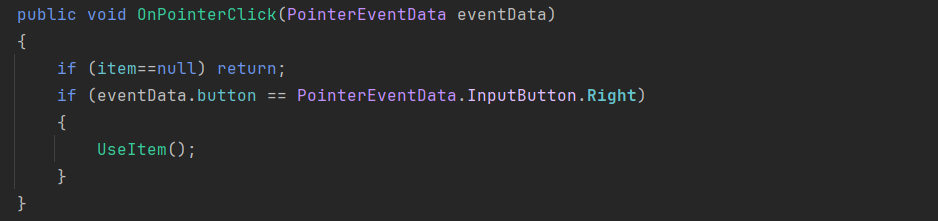 public void OnPointerClick(PointerEventData eventData)
{
    if (item==null) return;
    if (eventData.button == PointerEventData.InputButton.Right)
    {
        UseItem();
    }
}